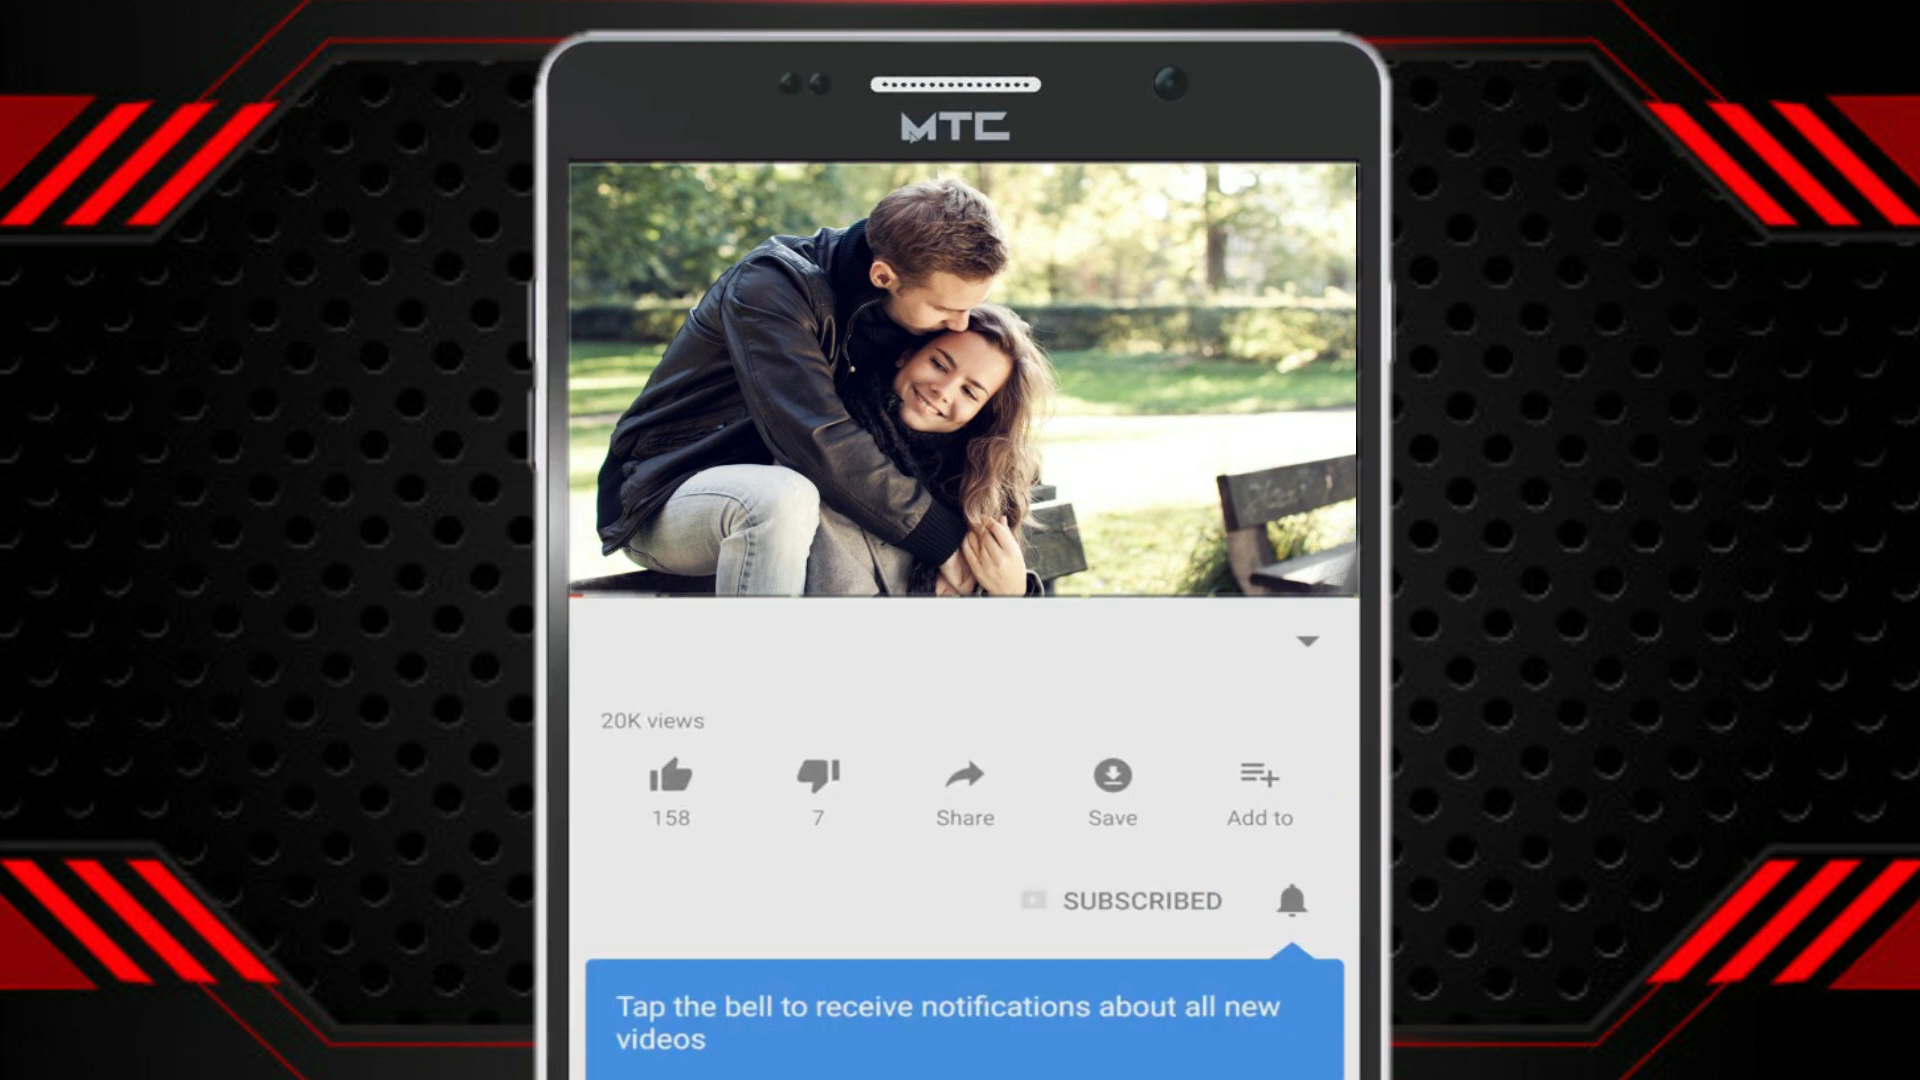 MTC
20K views
158
7
Share
Save
Add to
SUBSCRIBED
Tap the bell to receive notifications about all new
videos